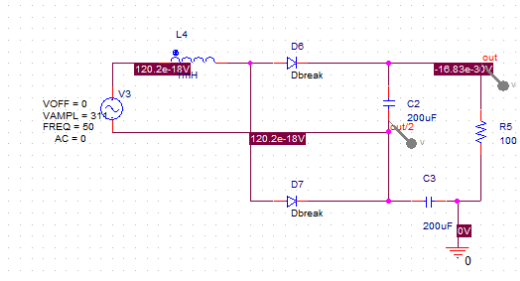 L4
D6
out
120.2e-18V
1mH
-16.83e-30V
Dbreak
V3
v
VOFF = 0
VAMPL = 311
FREQ = 50
AC = 0
C2
200uF
out/2
R5
100
120.2e-18V
v
D7
C3
Dbreak
200uF
0V
0